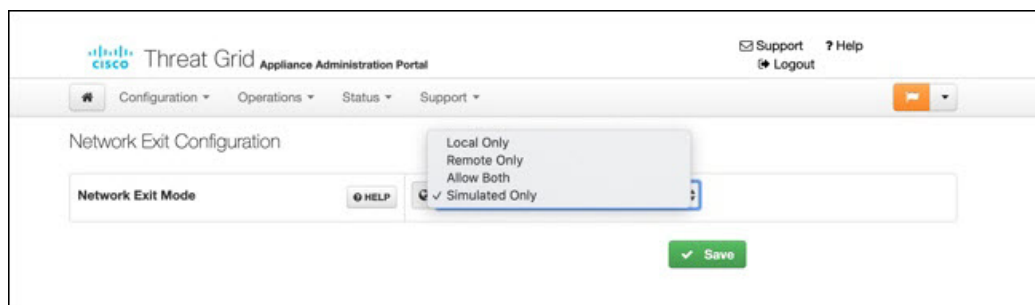 Support ? Help
cisco Threat Grid Appliance Administration Portal
Logout
Configuration Operations Status Support
Network Exit Configuration
Local Only
Remote Only
Allow Both
Network Exit Mode HELP ✓ Simulated Only
✓ Save